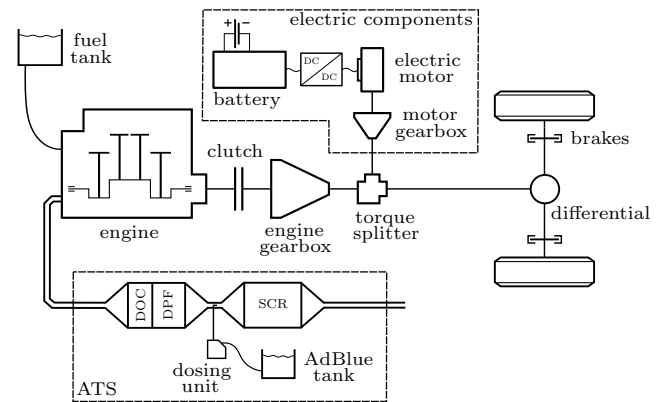 electric components
fuel
tank
+ −
DC
DC
electric
motor
battery
motor
gearbox
brakes
clutch
differential
engine
engine
gearbox
torque
splitter
DOC
DPF
SCR
dosing
unit
AdBlue
tank
ATS